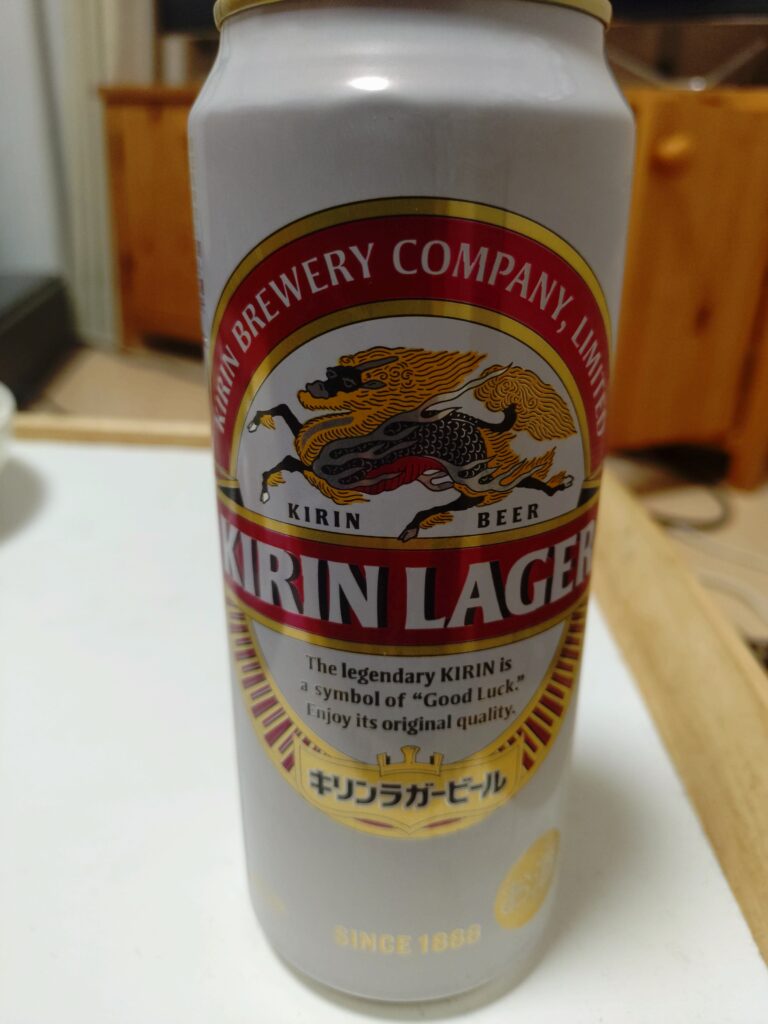 KIRIN BREWERY COMPANY, LIMITED
KIRIN BEER
KIRIN LAGER
The legendary KIRIN is
a symbol of “Good Luck.”
Enjoy its original quality.
キリンラガービール
SINCE 1888